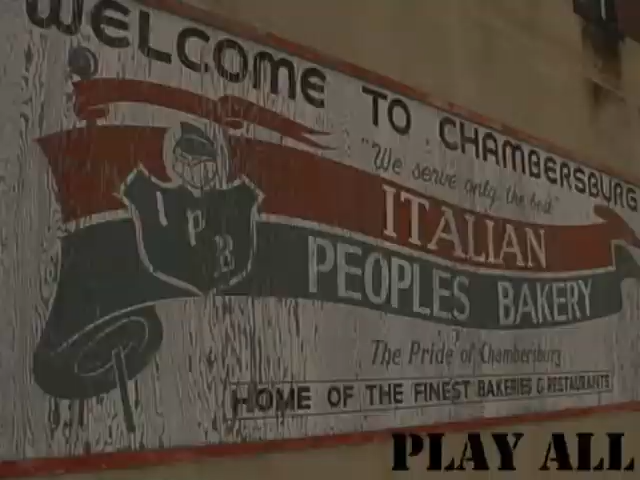 WELCOME TO CHAMBERSBURG
"We serve only the best"
ITALIAN
IPB
PEOPLES BAKERY
The Pride of Chambersburg
HOME OF THE FINEST BAKERIES & RESTAURANTS
PLAY ALL